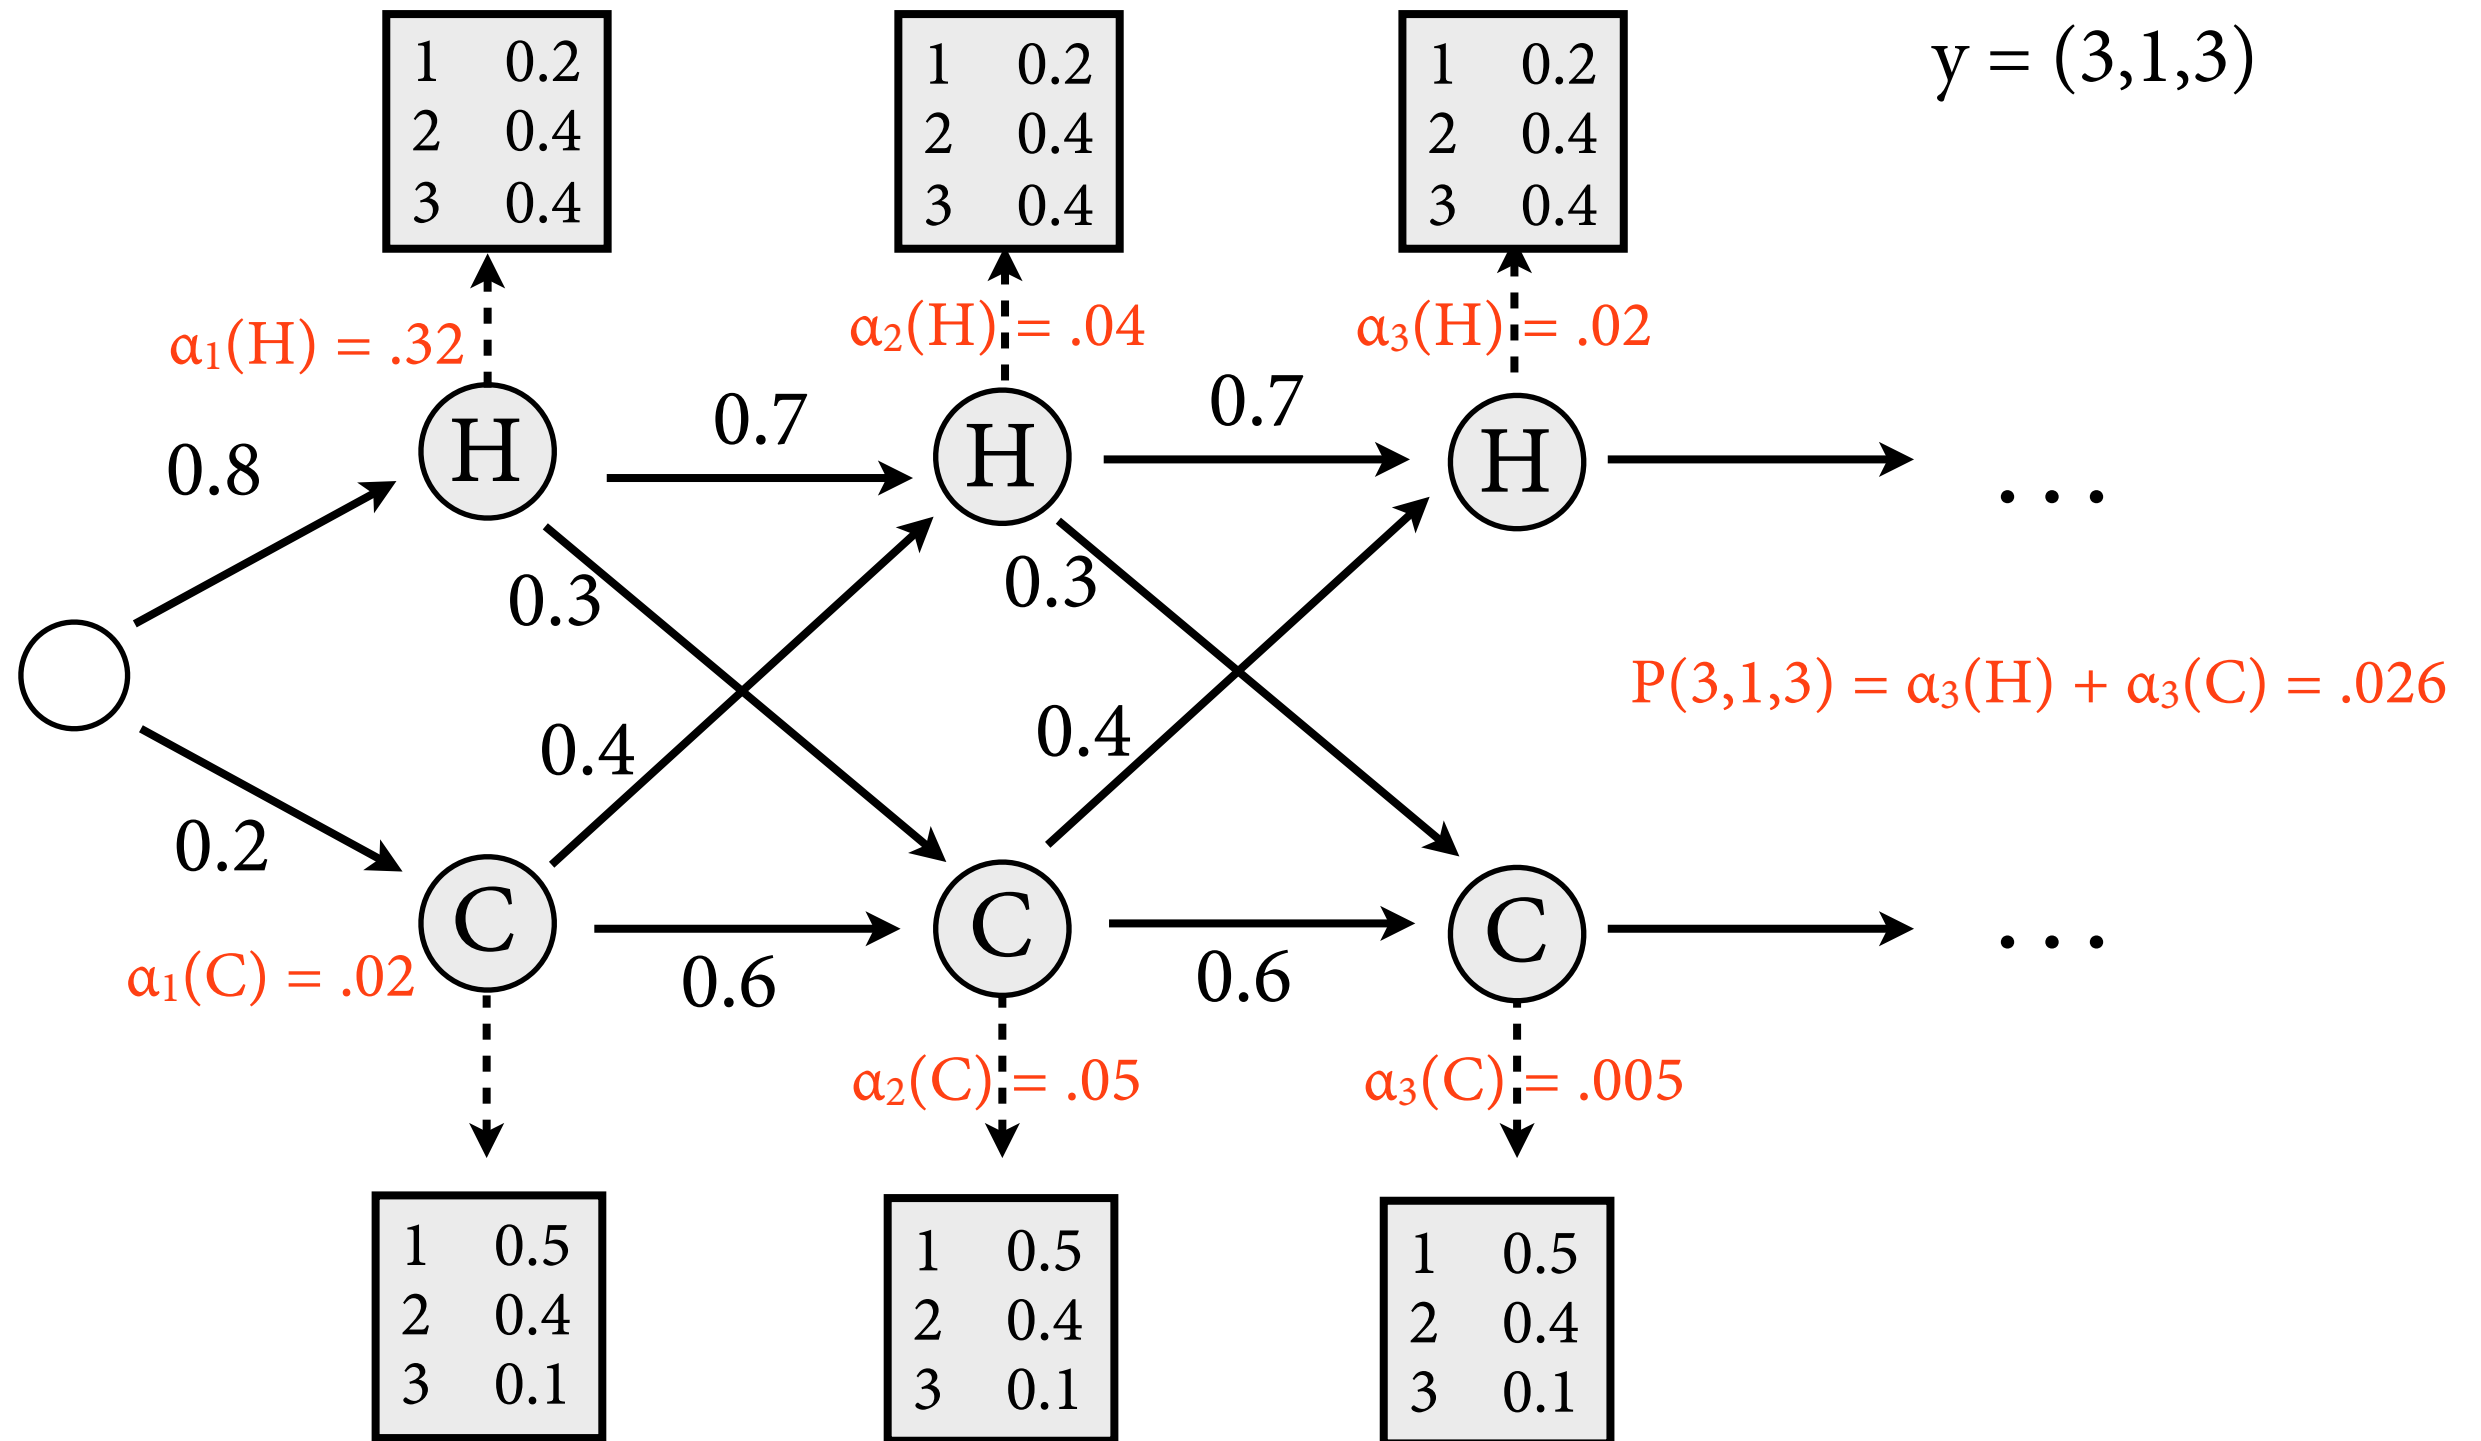 1 0.2
2 0.4
3 0.4
1 0.2
2 0.4
3 0.4
1 0.2
2 0.4
3 0.4
y = (3,1,3)
α₁(H) = .32
α₂(H) = .04
α₃(H) = .02
0.8
H
0.7
H
0.7
H
. . .
0.3
0.3
0.4
0.4
P(3,1,3) = α₃(H) + α₃(C) = .026
0.2
C
0.6
C
0.6
C
. . .
α₁(C) = .02
α₂(C) = .05
α₃(C) = .005
1 0.5
2 0.4
3 0.1
1 0.5
2 0.4
3 0.1
1 0.5
2 0.4
3 0.1